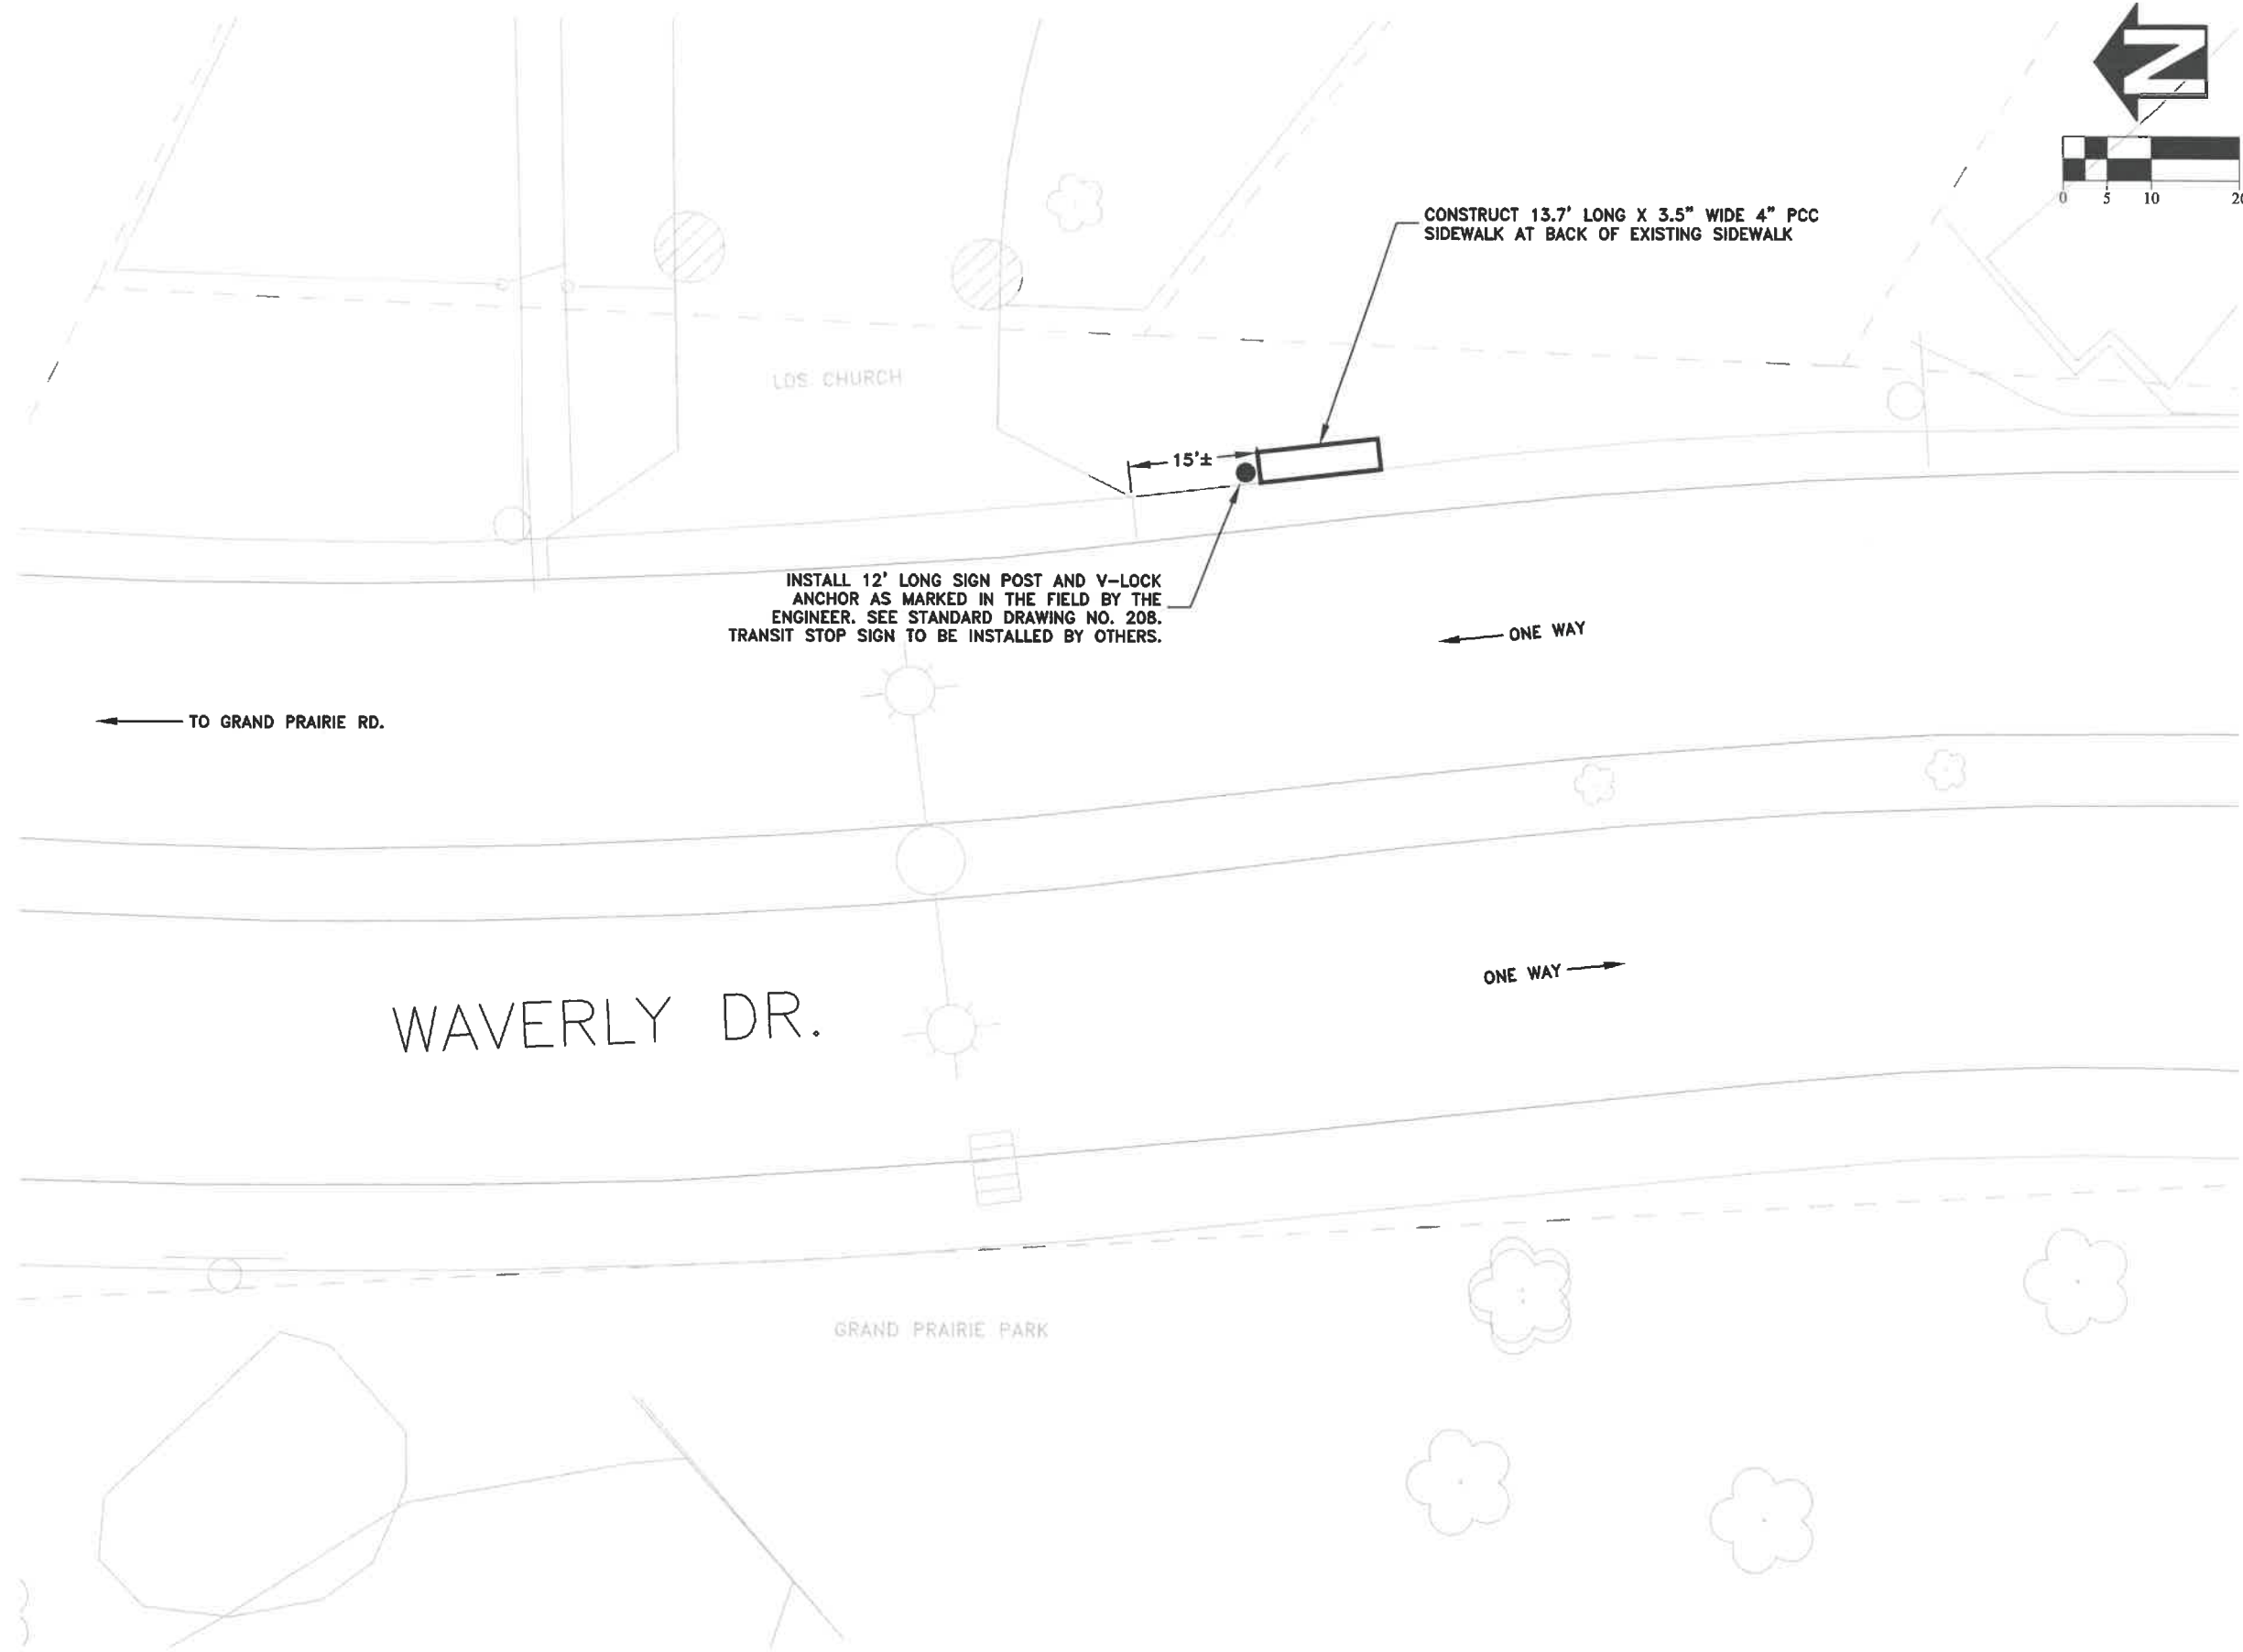 N
0 5 10 20
CONSTRUCT 13.7' LONG X 3.5" WIDE 4" PCC
SIDEWALK AT BACK OF EXISTING SIDEWALK
LDS CHURCH
15'±
INSTALL 12' LONG SIGN POST AND V-LOCK
ANCHOR AS MARKED IN THE FIELD BY THE
ENGINEER. SEE STANDARD DRAWING NO. 208.
TRANSIT STOP SIGN TO BE INSTALLED BY OTHERS.
ONE WAY
TO GRAND PRAIRIE RD.
ONE WAY
WAVERLY DR.
GRAND PRAIRIE PARK